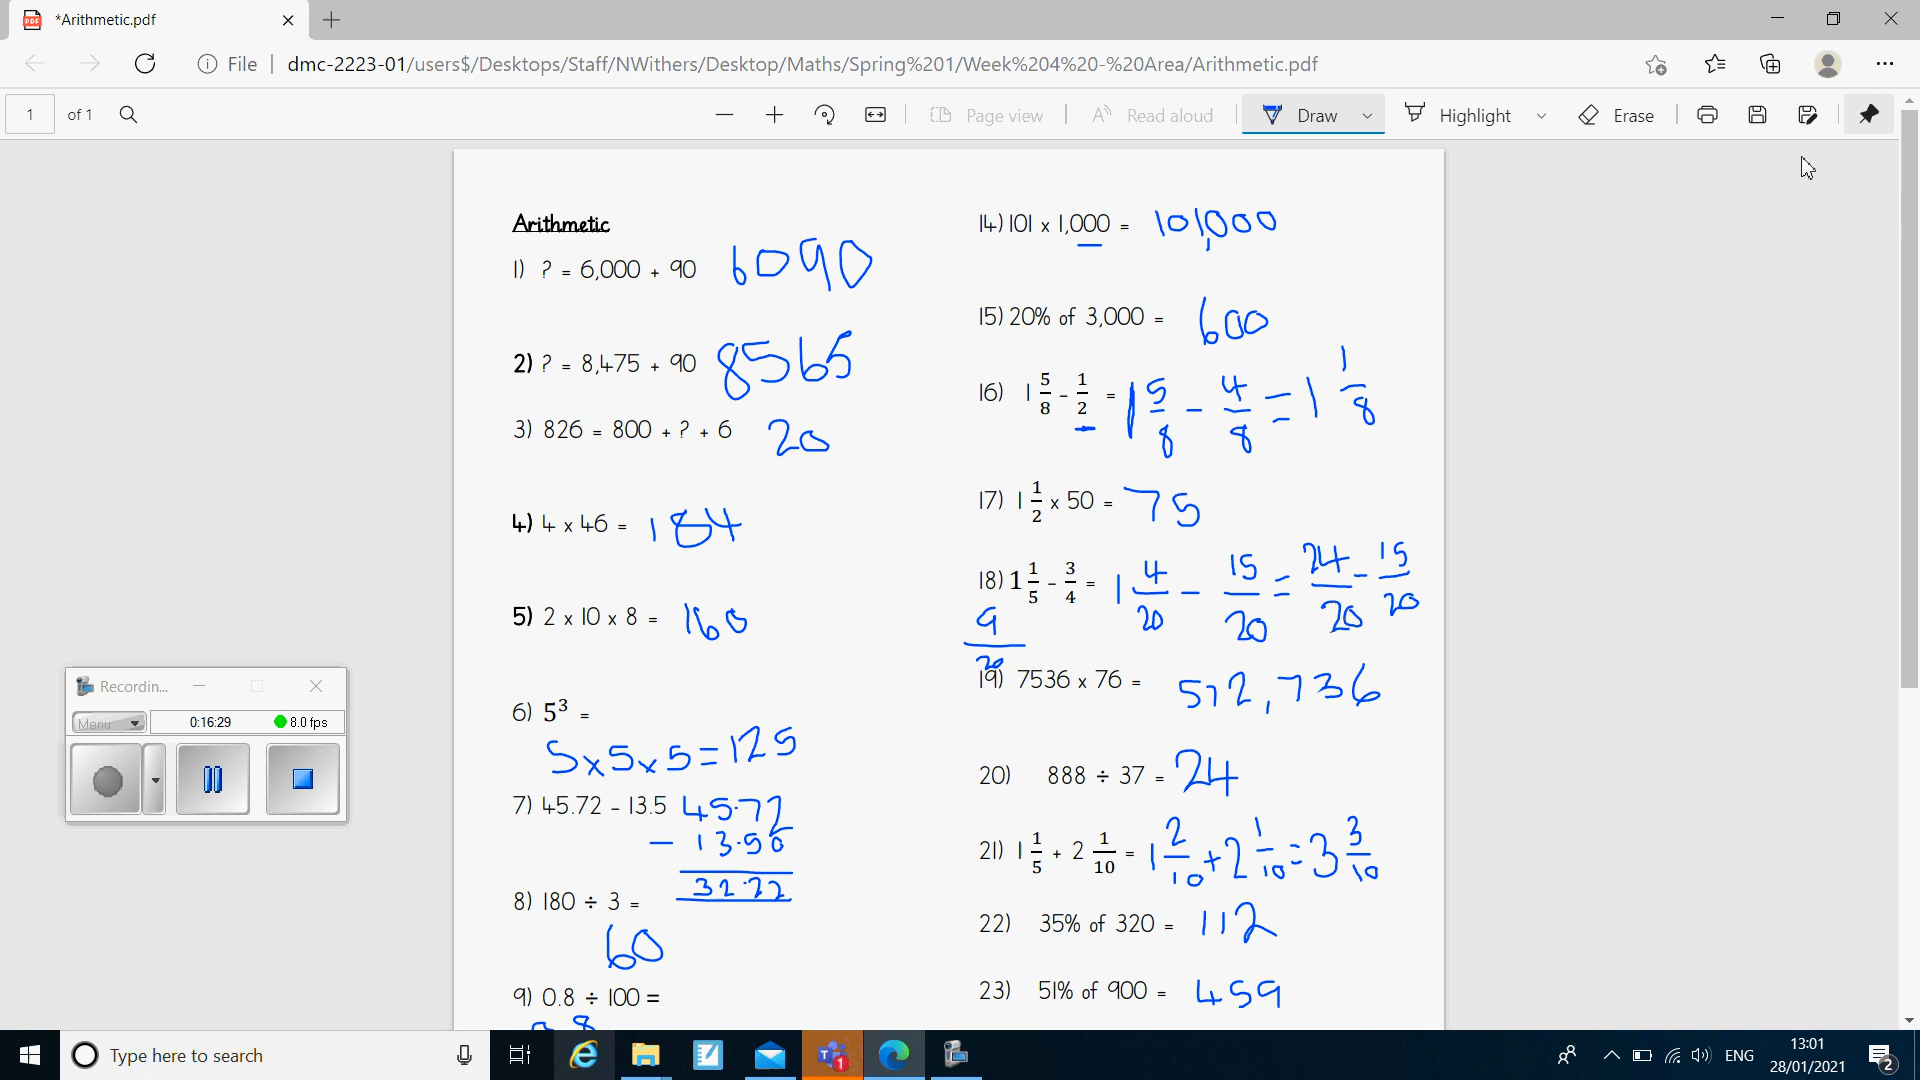 *Arithmetic.pdf
File | dmc-2223-01/users$/Desktops/Staff/NWithers/Desktop/Maths/Spring%201/Week%204%20-%20Area/Arithmetic.pdf
1 of 1 Page view Read aloud Draw Highlight Erase
Arithmetic
1) ? = 6,000 + 90 6090
2) ? = 8,475 + 90 8565
3) 826 = 800 + ? + 6 20
4) 4 x 46 = 184
5) 2 x 10 x 8 = 160
6) 5³ =
5x5x5=125
7) 45.72 - 13.5 45.72
- 13.50
32.22
8) 180 ÷ 3 =
60
9) 0.8 ÷ 100 =
14) 101 x 1,000 = 101,000
15) 20% of 3,000 = 600
16) 1 5/8 - 1/2 = 1 5/8 - 4/8 = 1 1/8
17) 1 1/2 x 50 = 75
18) 1 1/5 - 3/4 = 1 4/20 - 15/20 = 24/20 - 15/20
9/20
19) 7536 x 76 = 572,736
20) 888 ÷ 37 = 24
21) 1 1/5 + 2 1/10 = 1 2/10 + 2 1/10 = 3 3/10
22) 35% of 320 = 112
23) 51% of 900 = 459
Recordin...
Menu 0:16:29 8.0 fps
Type here to search
1
ENG
13:01
28/01/2021
2